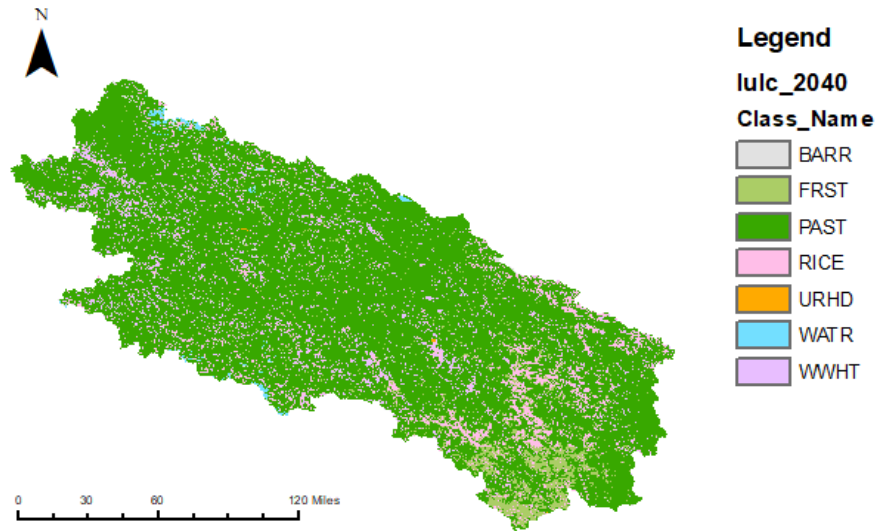 N
Legend
lulc_2040
Class_Name
BARR
FRST
PAST
RICE
URHD
WATR
WWHT
0 30 60 120 Miles